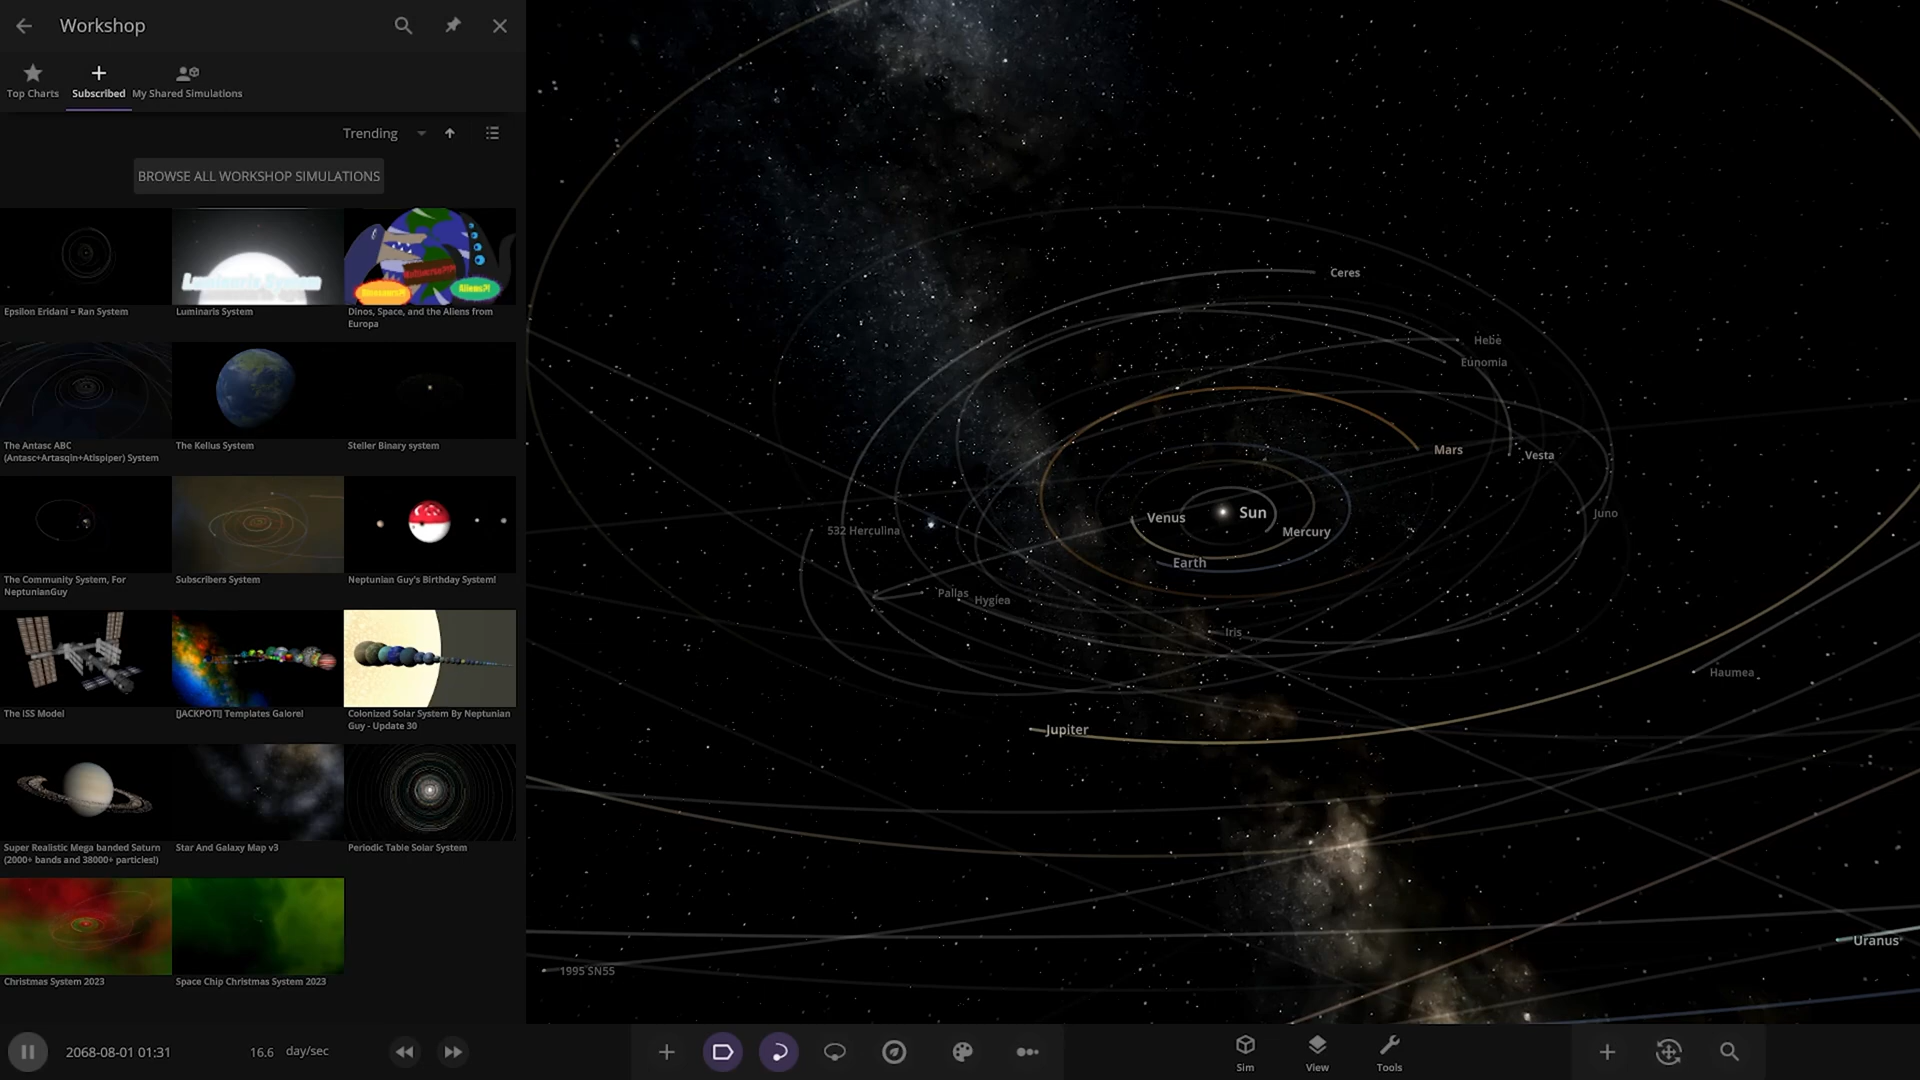 Workshop
Top Charts
Subscribed
My Shared Simulations
Trending
BROWSE ALL WORKSHOP SIMULATIONS
Luminaris System
Multiverse?!?!
Dinosaurs?!
Aliens?!
Epsilon Eridani = Ran System
Luminaris System
Dinos, Space, and the Aliens from
Europa
The Antasc ABC
(Antasc+Artasqin+Atlspiper) System
The Kellus System
Steller Binary system
The Community System, For
NeptunianGuy
Subscribers System
Neptunian Guy's Birthday System!
The ISS Model
[JACKPOT!] Templates Galore!
Colonized Solar System By Neptunian
Guy - Update 30
Super Realistic Mega banded Saturn
(2000+ bands and 38000+ particles!)
Star And Galaxy Map v3
Periodic Table Solar System
Christmas System 2023
Space Chip Christmas System 2023
Ceres
Hebe
Eunomia
Mars
Vesta
Juno
Sun
Venus
Mercury
532 Herculina
Earth
Pallas
Hygiea
Iris
Haumea
Jupiter
Uranus
1995 SN55
2068-08-01 01:31
16.6 day/sec
Sim
View
Tools